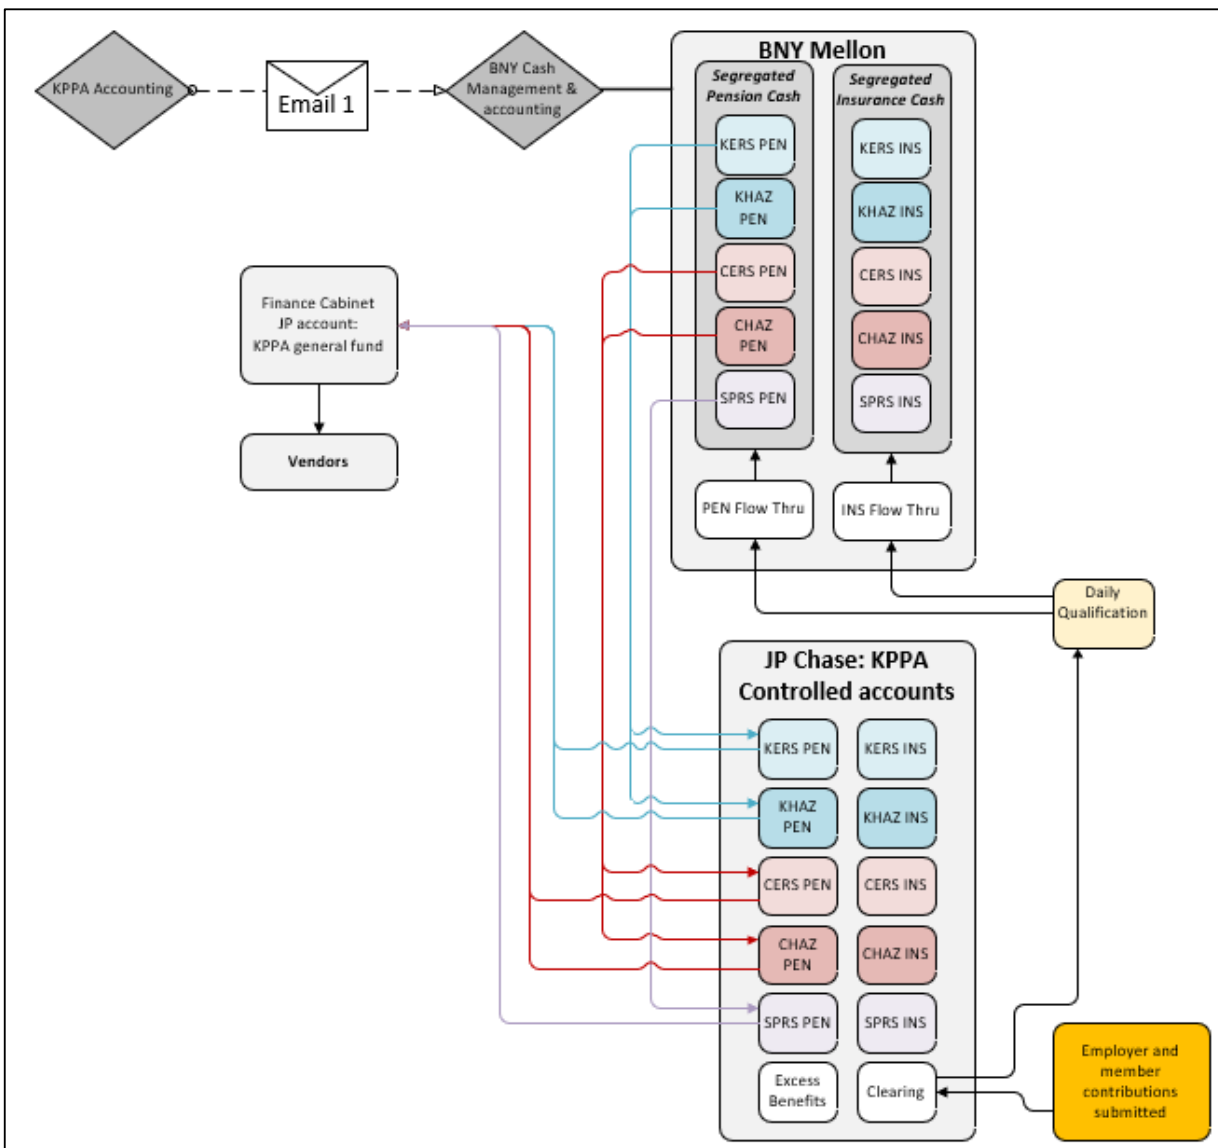 KPPA Accounting
Email 1
BNY Cash
Management &
accounting
BNY Mellon
Segregated
Pension Cash
KERS PEN
KHAZ
PEN
CERS PEN
CHAZ
PEN
SPRS PEN
PEN Flow Thru
Segregated
Insurance Cash
KERS INS
KHAZ INS
CERS INS
CHAZ INS
SPRS INS
INS Flow Thru
Finance Cabinet
JP account:
KPPA general fund
Vendors
Daily
Qualification
JP Chase: KPPA
Controlled accounts
KERS PEN
KERS INS
KHAZ
PEN
KHAZ INS
CERS PEN
CERS INS
CHAZ
PEN
CHAZ INS
SPRS PEN
SPRS INS
Excess
Benefits
Clearing
Employer and
member
contributions
submitted